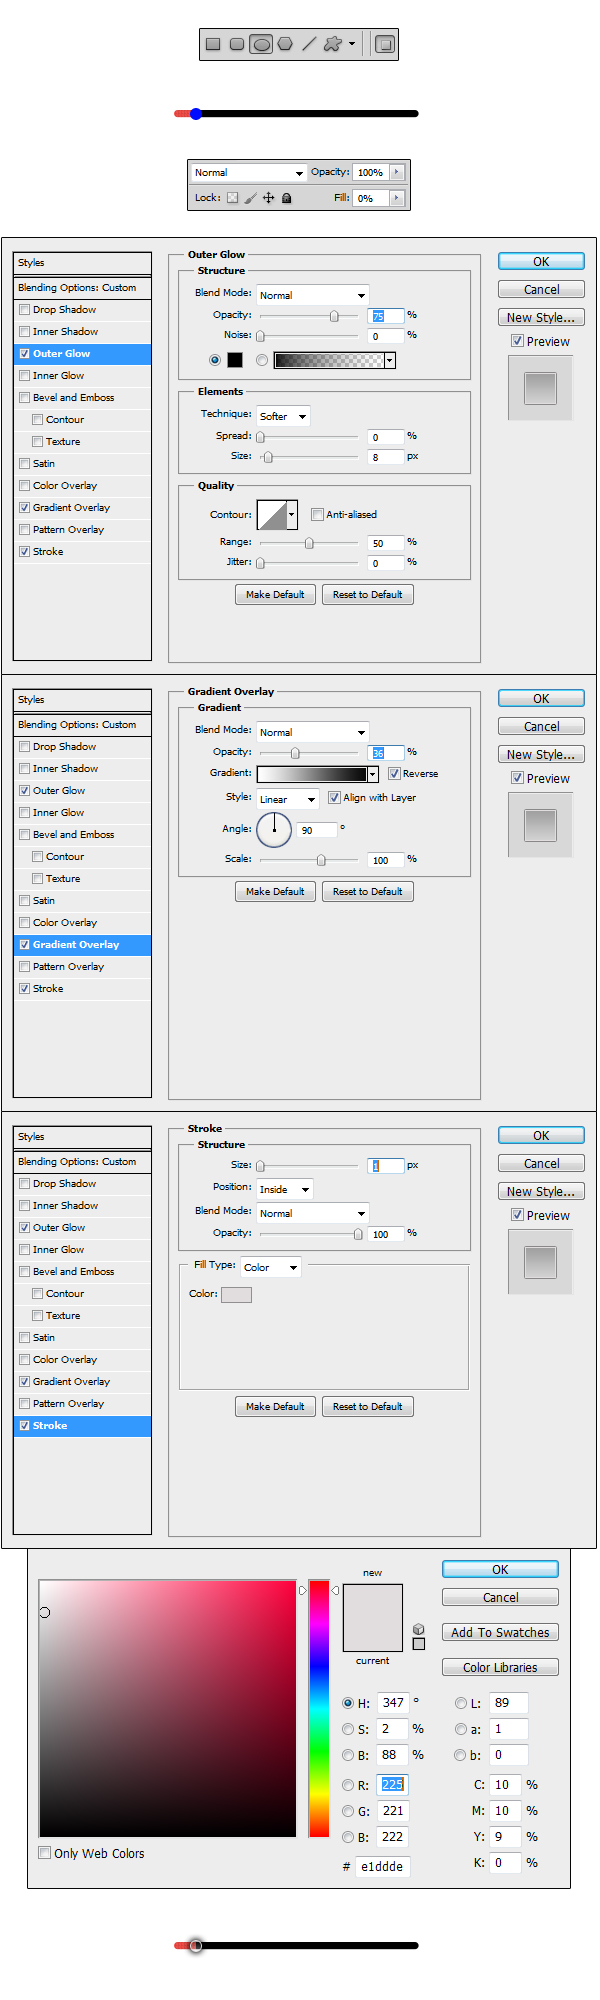 Normal Opacity: 100%
Lock: Fill: 0%
Styles
Blending Options: Custom
Drop Shadow
Inner Shadow
Outer Glow
Inner Glow
Bevel and Emboss
Contour
Texture
Satin
Color Overlay
Gradient Overlay
Pattern Overlay
Stroke
Outer Glow
Structure
Blend Mode: Normal
Opacity: 75 %
Noise: 0 %
Elements
Technique: Softer
Spread: 0 %
Size: 8 px
Quality
Contour: Anti-aliased
Range: 50 %
Jitter: 0 %
Make Default Reset to Default
OK
Cancel
New Style...
Preview
Styles
Blending Options: Custom
Drop Shadow
Inner Shadow
Outer Glow
Inner Glow
Bevel and Emboss
Contour
Texture
Satin
Color Overlay
Gradient Overlay
Pattern Overlay
Stroke
Gradient Overlay
Gradient
Blend Mode: Normal
Opacity: 36 %
Gradient: Reverse
Style: Linear Align with Layer
Angle: 90 °
Scale: 100 %
Make Default Reset to Default
OK
Cancel
New Style...
Preview
Styles
Blending Options: Custom
Drop Shadow
Inner Shadow
Outer Glow
Inner Glow
Bevel and Emboss
Contour
Texture
Satin
Color Overlay
Gradient Overlay
Pattern Overlay
Stroke
Stroke
Structure
Size: 1 px
Position: Inside
Blend Mode: Normal
Opacity: 100 %
Fill Type: Color
Color:
Make Default Reset to Default
OK
Cancel
New Style...
Preview
new
current
OK
Cancel
Add To Swatches
Color Libraries
H: 347 ° L: 89
S: 2 % a: 1
B: 88 % b: 0
R: 225 C: 10 %
G: 221 M: 10 %
B: 222 Y: 9 %
# e1ddde K: 0 %
Only Web Colors